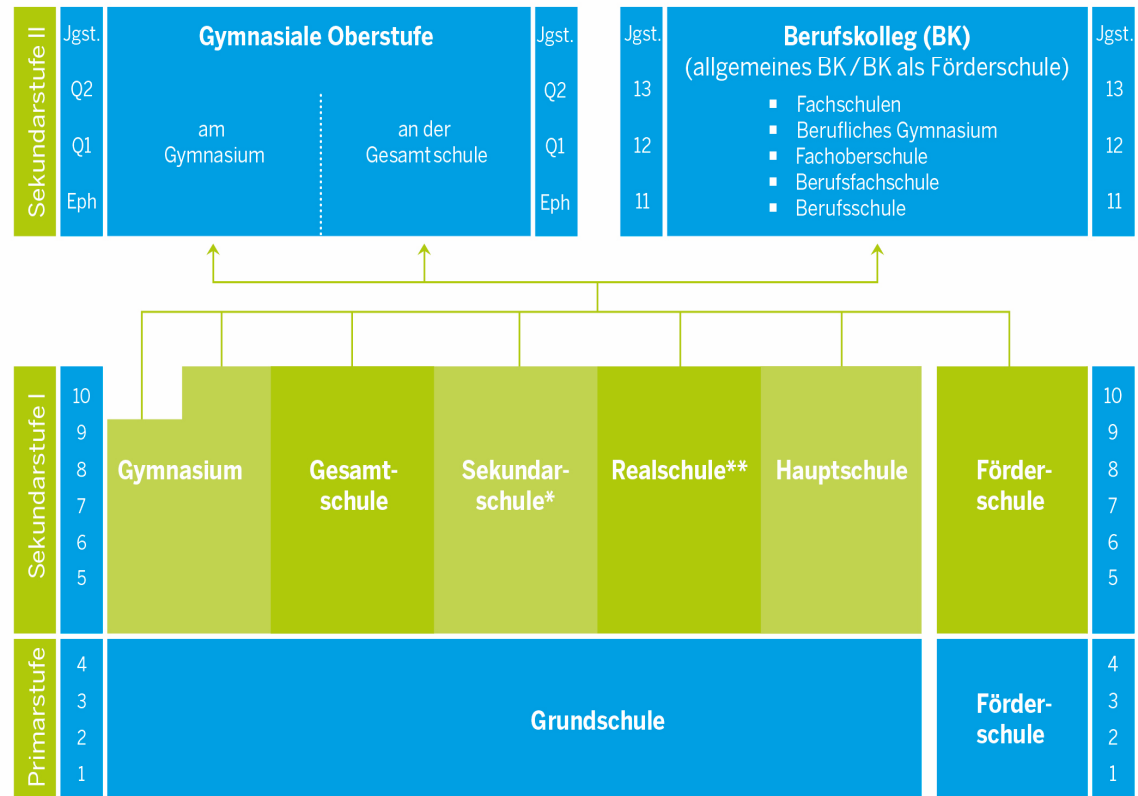 Sekundarstufe II
Jgst.
Q2
Q1
Eph
Gymnasiale Oberstufe
am
Gymnasium
an der
Gesamtschule
Jgst.
Q2
Q1
Eph
Jgst.
13
12
11
Berufskolleg (BK)
(allgemeines BK/BK als Förderschule)
▪ Fachschulen
▪ Berufliches Gymnasium
▪ Fachoberschule
▪ Berufsfachschule
▪ Berufsschule
Jgst.
13
12
11
Sekundarstufe I
10
9
8
7
6
5
Gymnasium
Gesamt-
schule
Sekundar-
schule*
Realschule**
Hauptschule
Förder-
schule
10
9
8
7
6
5
Primarstufe
4
3
2
1
Grundschule
Förder-
schule
4
3
2
1